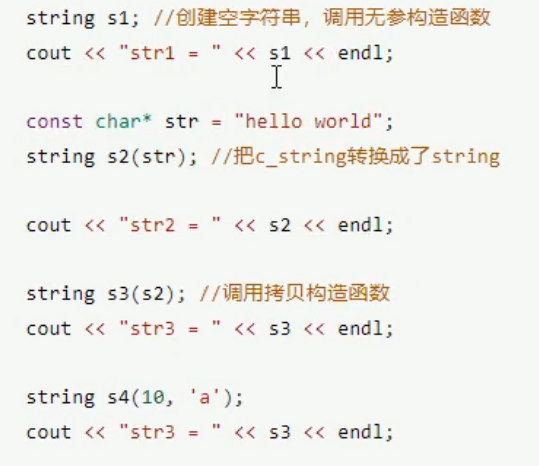 string s1; //创建空字符串，调用无参构造函数
cout << "str1 = " << s1 << endl;
const char* str = "hello world";
string s2(str); //把c_string转换成了string
cout << "str2 = " << s2 << endl;
string s3(s2); //调用拷贝构造函数
cout << "str3 = " << s3 << endl;
string s4(10, 'a');
cout << "str3 = " << s3 << endl;